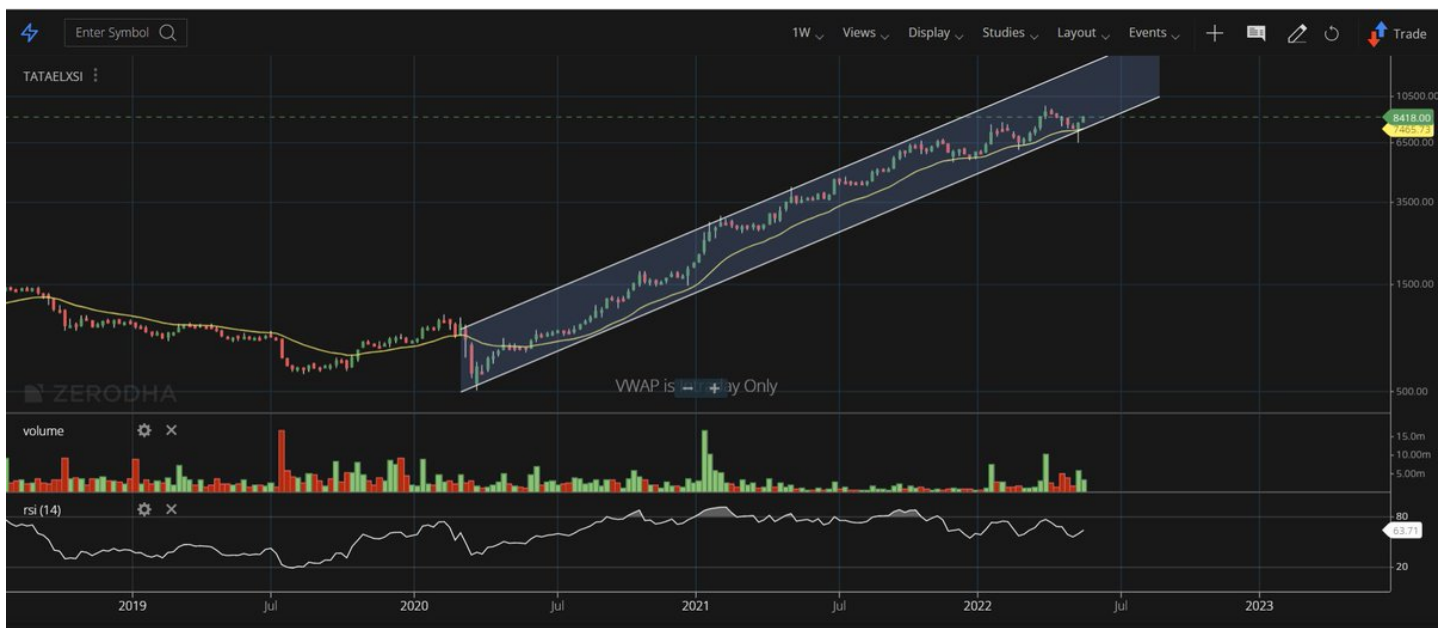 Enter Symbol 1W Views Display Studies Layout Events Trade
TATAELXSI
10500.00
8418.00
7465.73
6500.00
3500.00
1500.00
VWAP is ay Only
ZERODHA
500.00
volume
15.0m
10.00m
5.00m
rsi (14)
80
63.71
20
2019 Jul 2020 Jul 2021 Jul 2022 Jul 2023